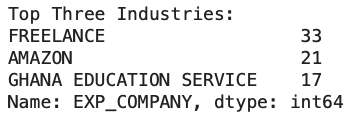 Top Three Industries:
FREELANCE 33
AMAZON 21
GHANA EDUCATION SERVICE 17
Name: EXP_COMPANY, dtype: int64